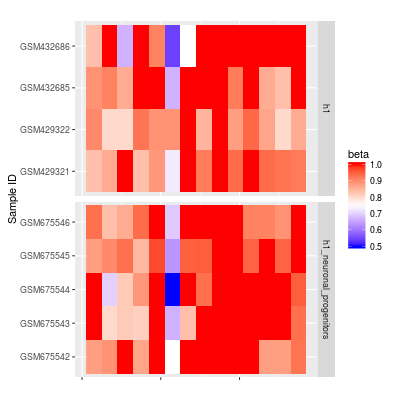 GSM432686
GSM432685
GSM429322
GSM429321
h1
GSM675546
GSM675545
GSM675544
GSM675543
GSM675542
h1_neuronal_progenitors
Sample ID
beta
1.0
0.9
0.8
0.7
0.6
0.5